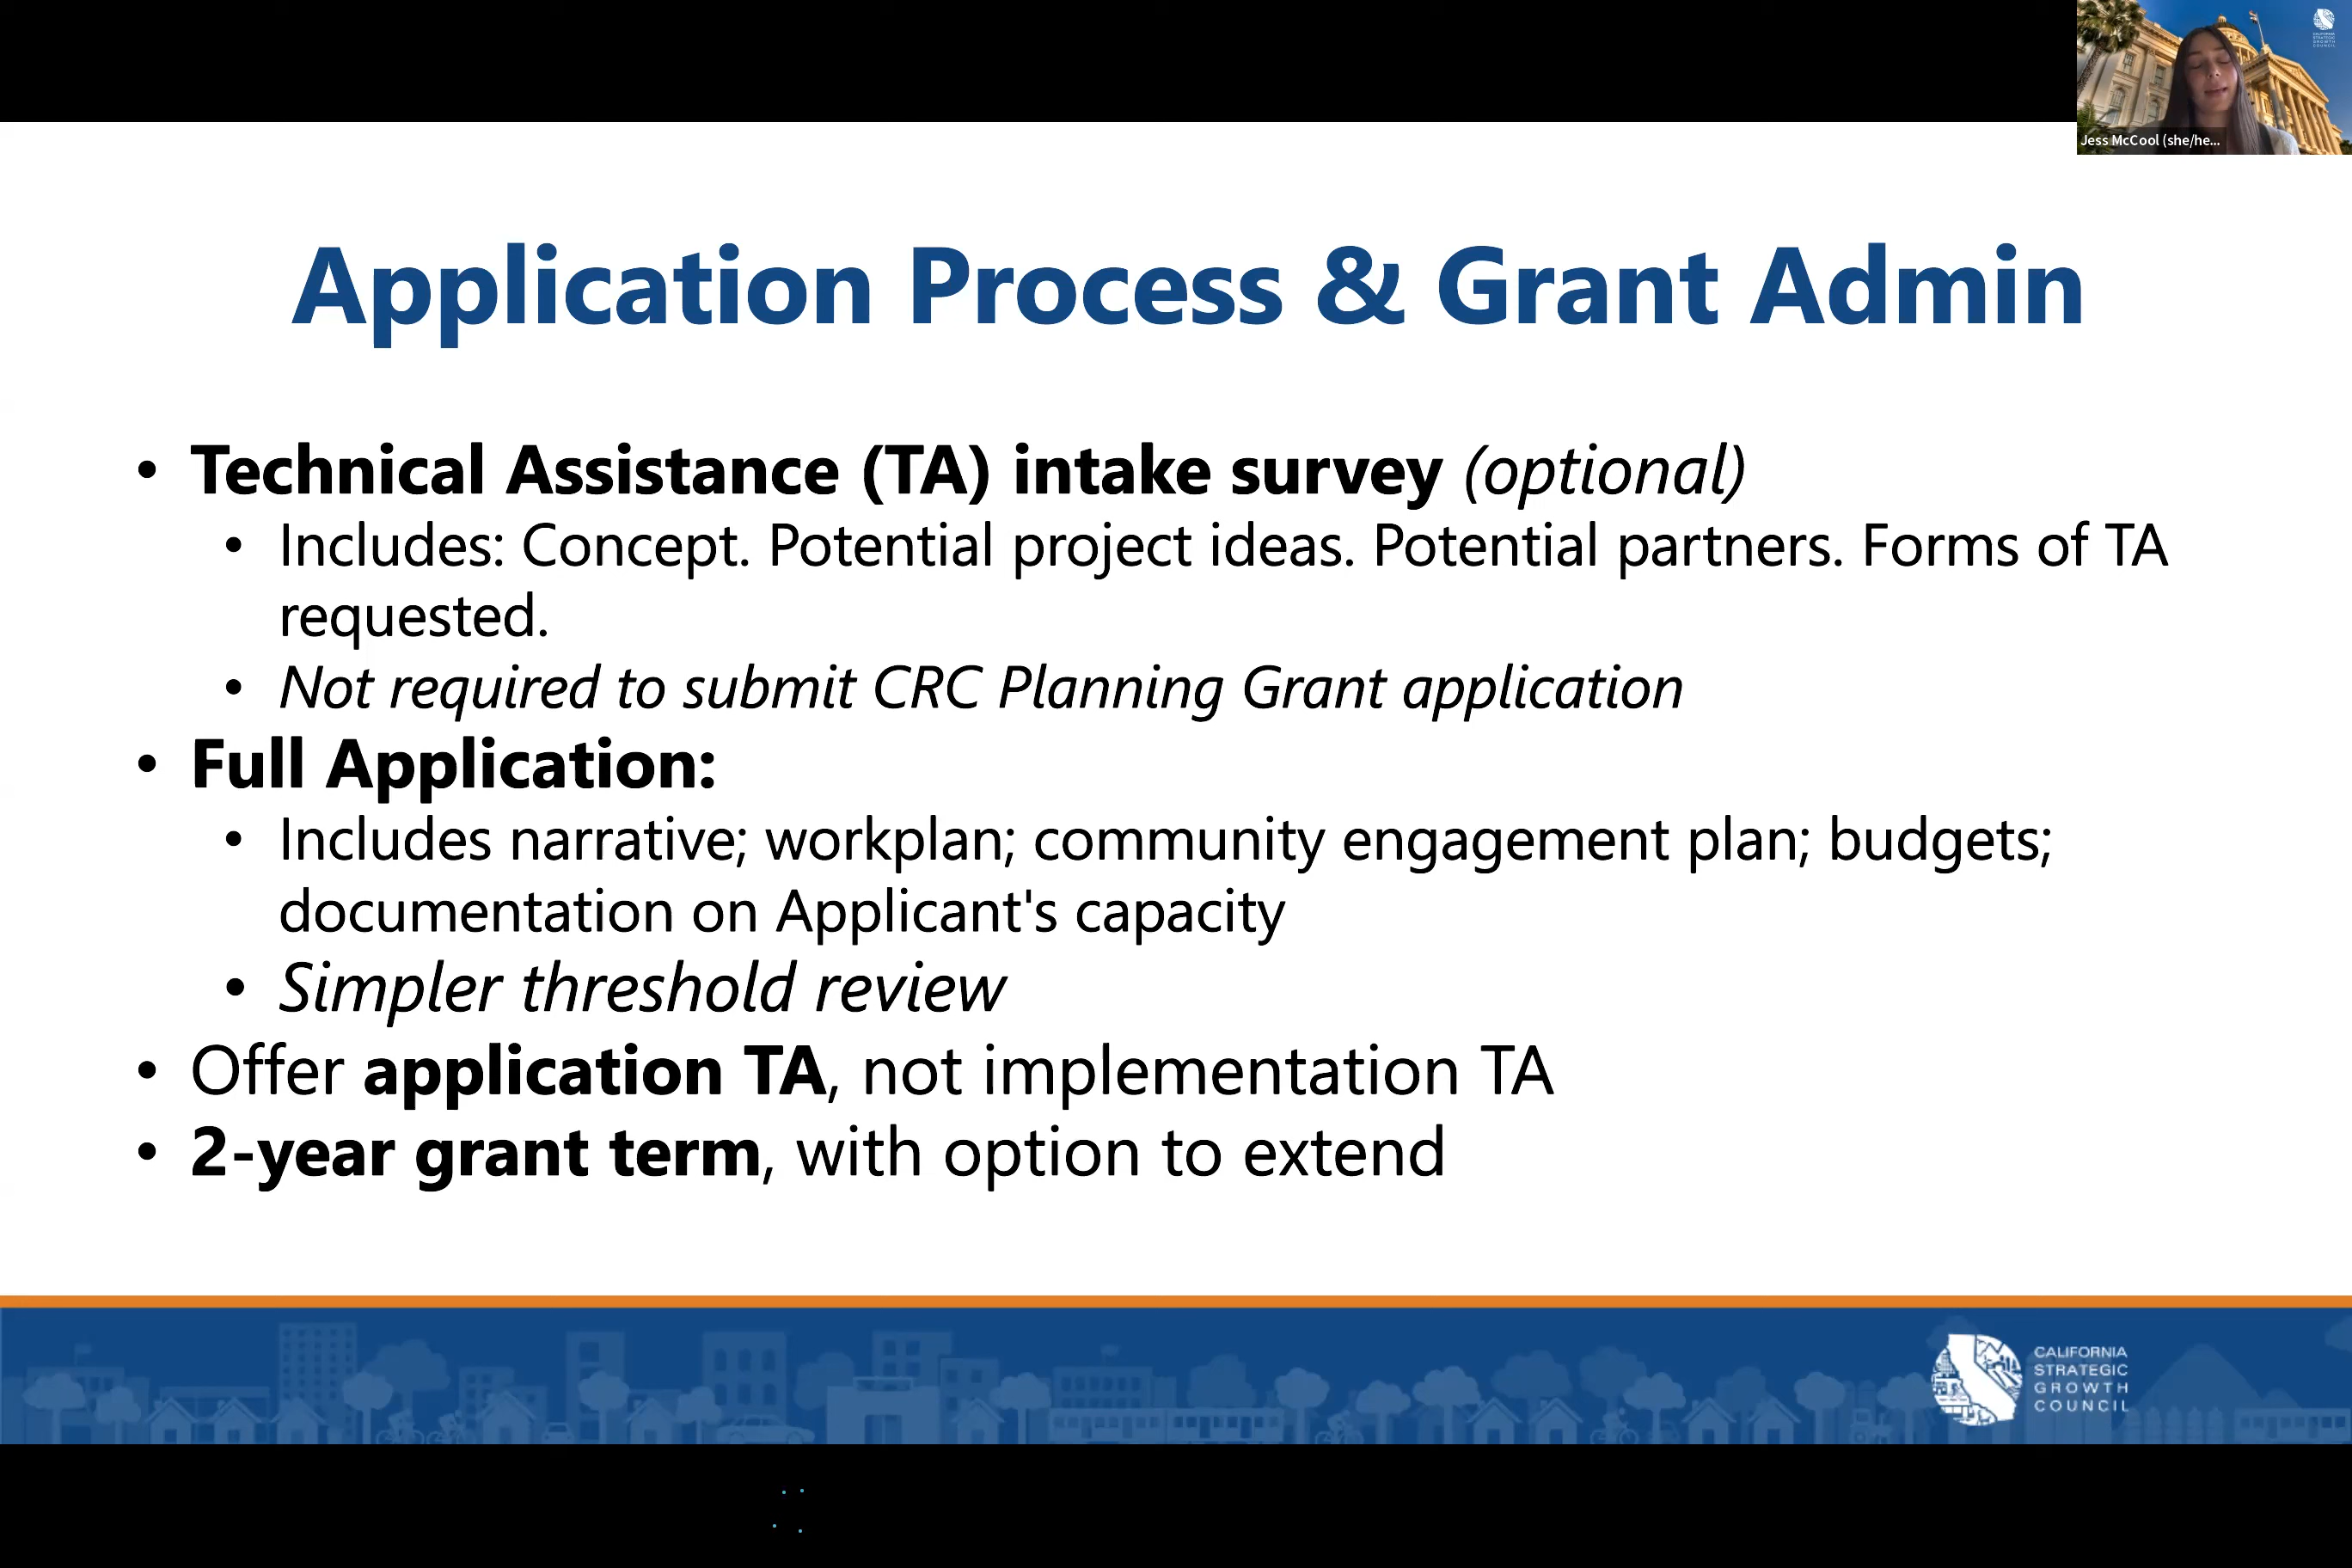 Jess McCool (she/he...
Application Process & Grant Admin
• Technical Assistance (TA) intake survey (optional)
• Includes: Concept. Potential project ideas. Potential partners. Forms of TA
requested.
• Not required to submit CRC Planning Grant application
• Full Application:
• Includes narrative; workplan; community engagement plan; budgets;
documentation on Applicant's capacity
• Simpler threshold review
• Offer application TA, not implementation TA
• 2-year grant term, with option to extend
CALIFORNIA
STRATEGIC
GROWTH
COUNCIL